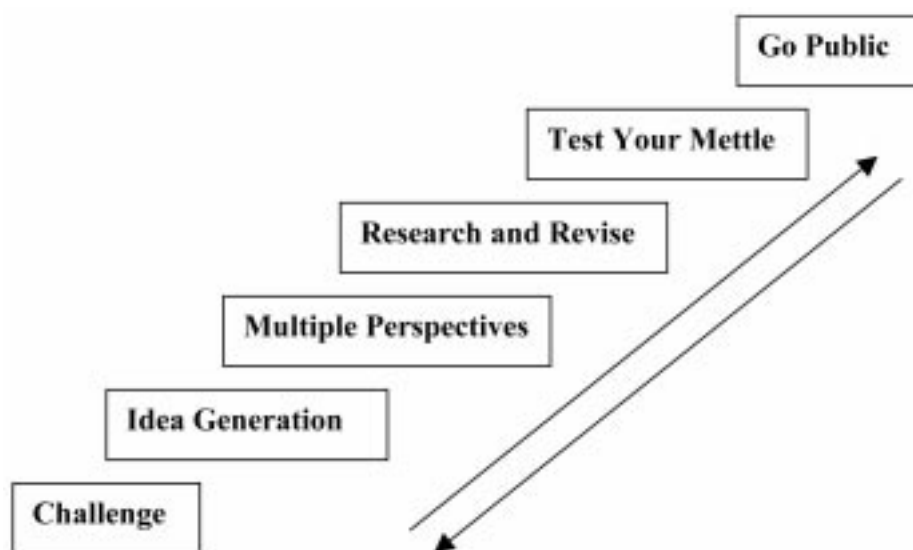 Go Public
Test Your Mettle
Research and Revise
Multiple Perspectives
Idea Generation
Challenge